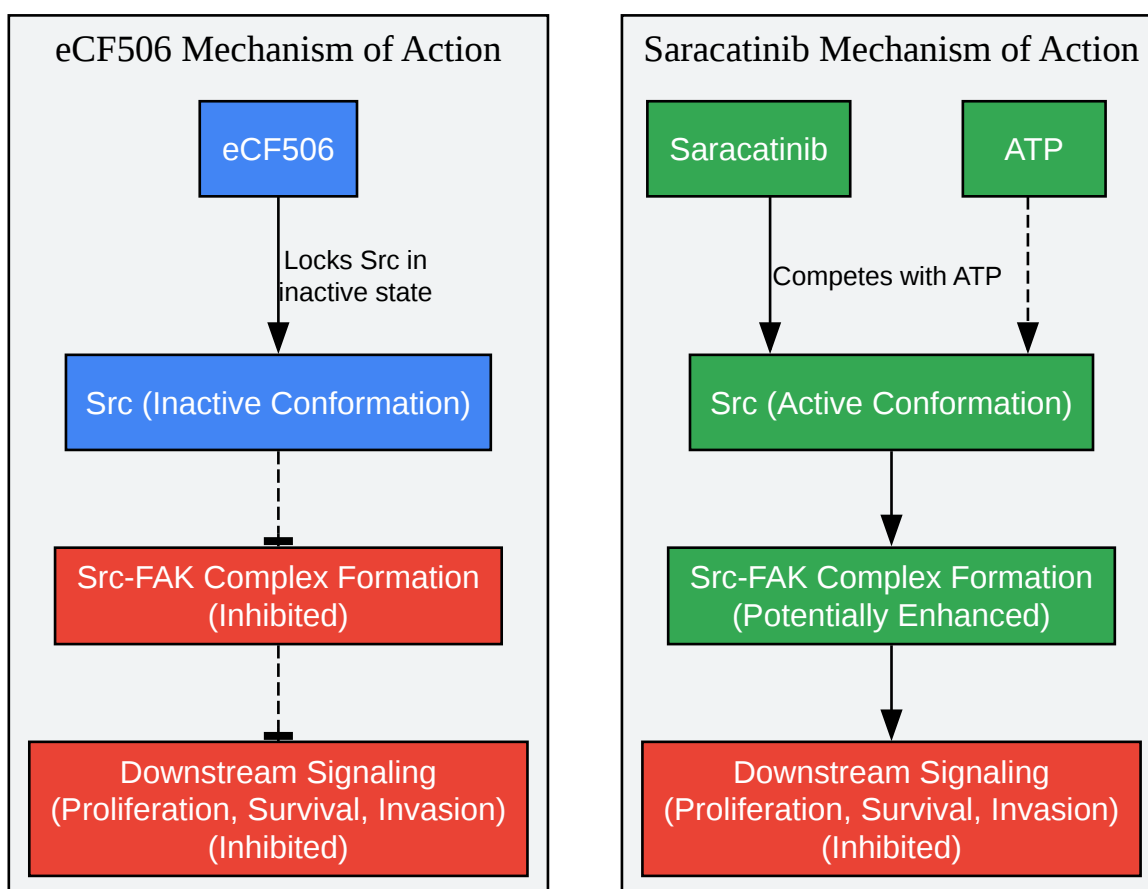 eCF506 Mechanism of Action
eCF506
Locks Src in
inactive state
Src (Inactive Conformation)
Src-FAK Complex Formation
(Inhibited)
Downstream Signaling
(Proliferation, Survival, Invasion)
(Inhibited)
Saracatinib Mechanism of Action
Saracatinib
ATP
Competes with ATP
Src (Active Conformation)
Src-FAK Complex Formation
(Potentially Enhanced)
Downstream Signaling
(Proliferation, Survival, Invasion)
(Inhibited)